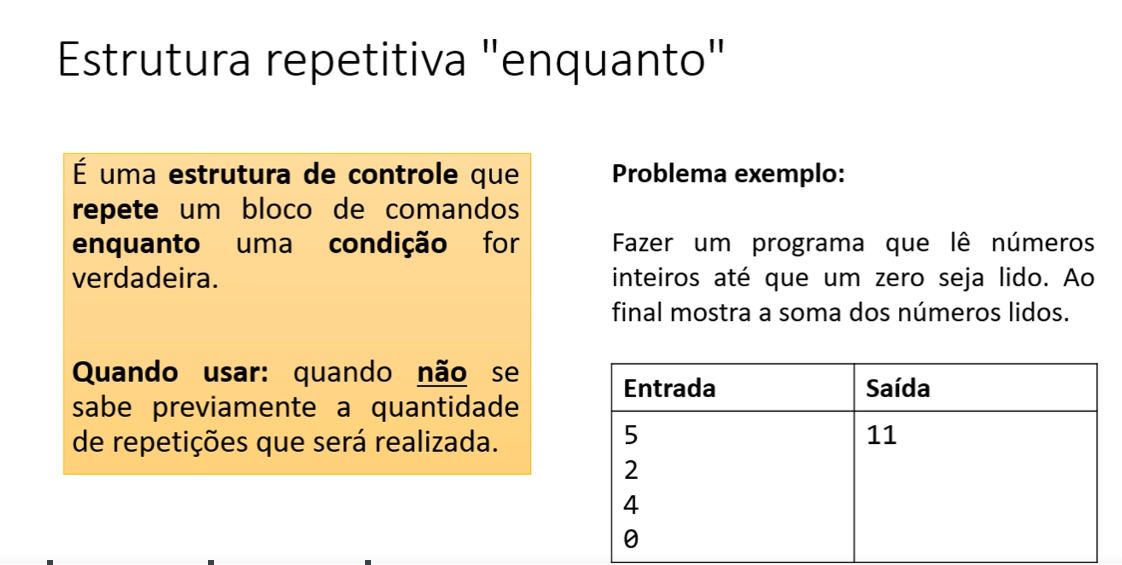 Estrutura repetitiva "enquanto"
É uma estrutura de controle que
repete um bloco de comandos
enquanto uma condição for
verdadeira.
Quando usar: quando não se
sabe previamente a quantidade
de repetições que será realizada.
Problema exemplo:
Fazer um programa que lê números
inteiros até que um zero seja lido. Ao
final mostra a soma dos números lidos.
Entrada Saída
5 11
2
4
0